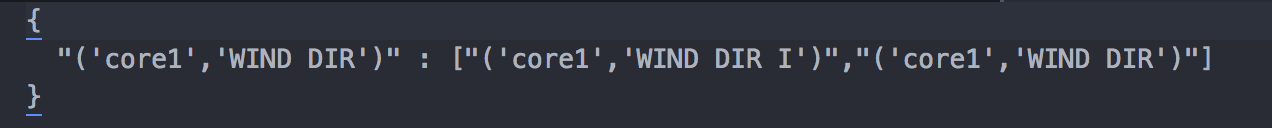 {
"('core1','WIND DIR')" : ["('core1','WIND DIR I')","('core1','WIND DIR')"]
}